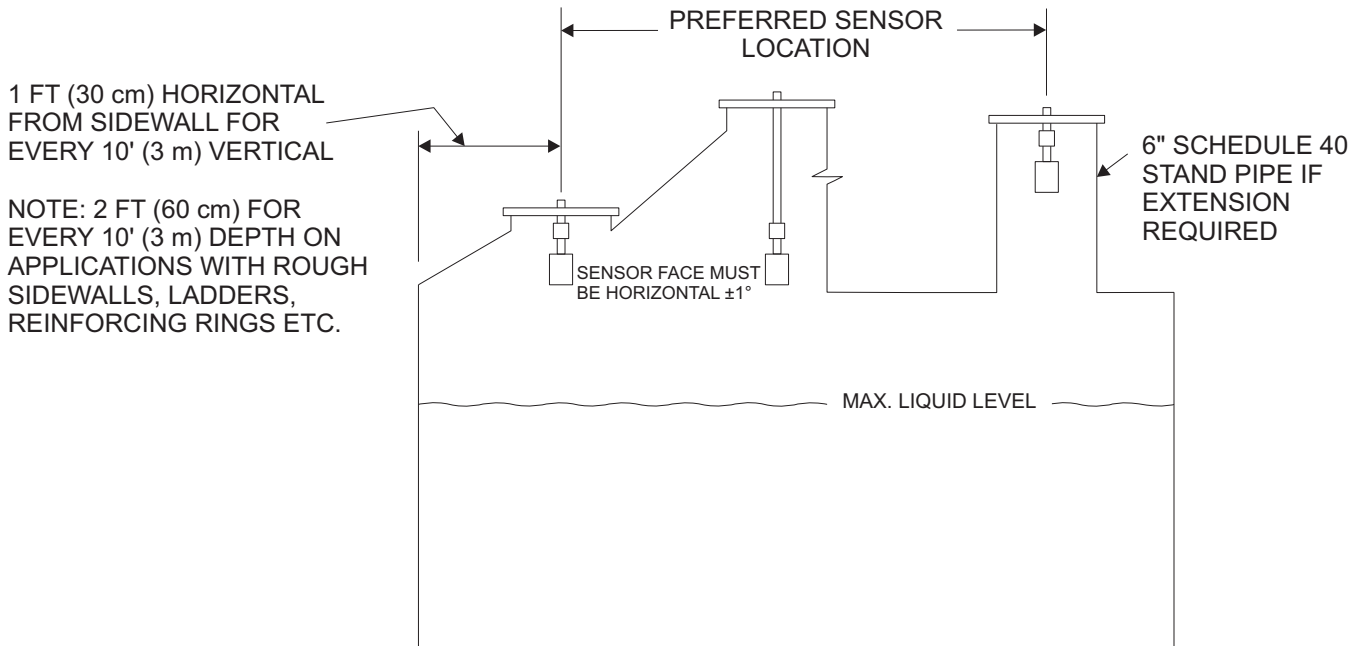 PREFERRED SENSOR
LOCATION
1 FT (30 cm) HORIZONTAL
FROM SIDEWALL FOR
EVERY 10' (3 m) VERTICAL
NOTE: 2 FT (60 cm) FOR
EVERY 10' (3 m) DEPTH ON
APPLICATIONS WITH ROUGH
SIDEWALLS, LADDERS,
REINFORCING RINGS ETC.
6" SCHEDULE 40
STAND PIPE IF
EXTENSION
REQUIRED
SENSOR FACE MUST
BE HORIZONTAL ±1°
MAX. LIQUID LEVEL